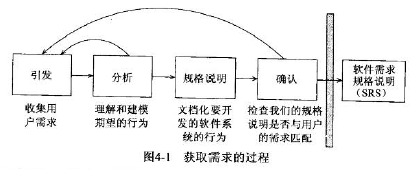 引发
分析
规格说明
确认
软件需求
规格说明
(SRS)
收集用
户需求
理解和建模
期望的行为
文档化要开
发的软件系
统的行为
检查我们的规格
说明是否与用户
的需求匹配
图4-1 获取需求的过程